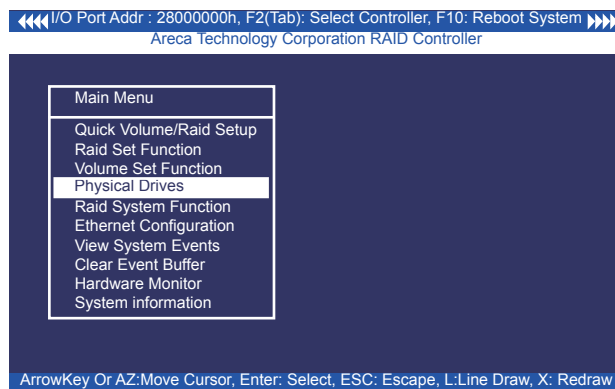 I/O Port Addr : 28000000h, F2(Tab): Select Controller, F10: Reboot System
Areca Technology Corporation RAID Controller
Main Menu
Quick Volume/Raid Setup
Raid Set Function
Volume Set Function
Physical Drives
Raid System Function
Ethernet Configuration
View System Events
Clear Event Buffer
Hardware Monitor
System information
ArrowKey Or AZ:Move Cursor, Enter: Select, ESC: Escape, L:Line Draw, X: Redraw